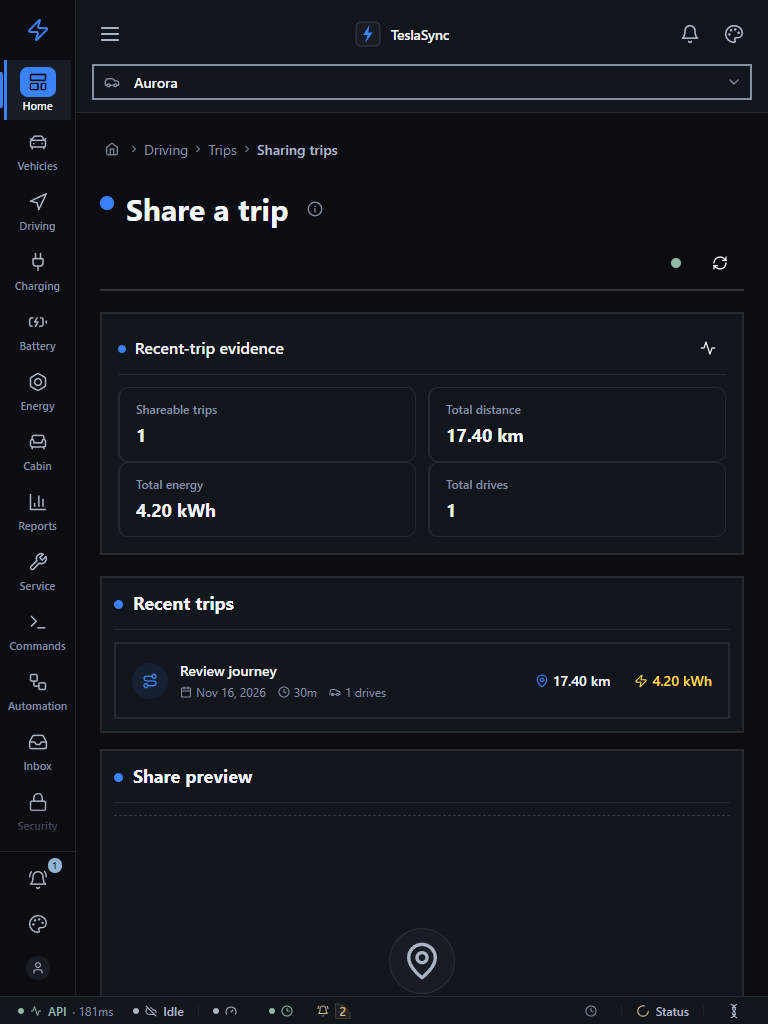 TeslaSync
Aurora
Home
Vehicles
Driving
Charging
Battery
Energy
Cabin
Reports
Service
Commands
Automation
Inbox
Security
1
Driving
Trips
Sharing trips
Share a trip
Recent-trip evidence
Shareable trips
1
Total distance
17.40 km
Total energy
4.20 kWh
Total drives
1
Recent trips
Review journey
Nov 16, 2026 30m 1 drives
17.40 km 4.20 kWh
Share preview
API · 181ms Idle 2 Status